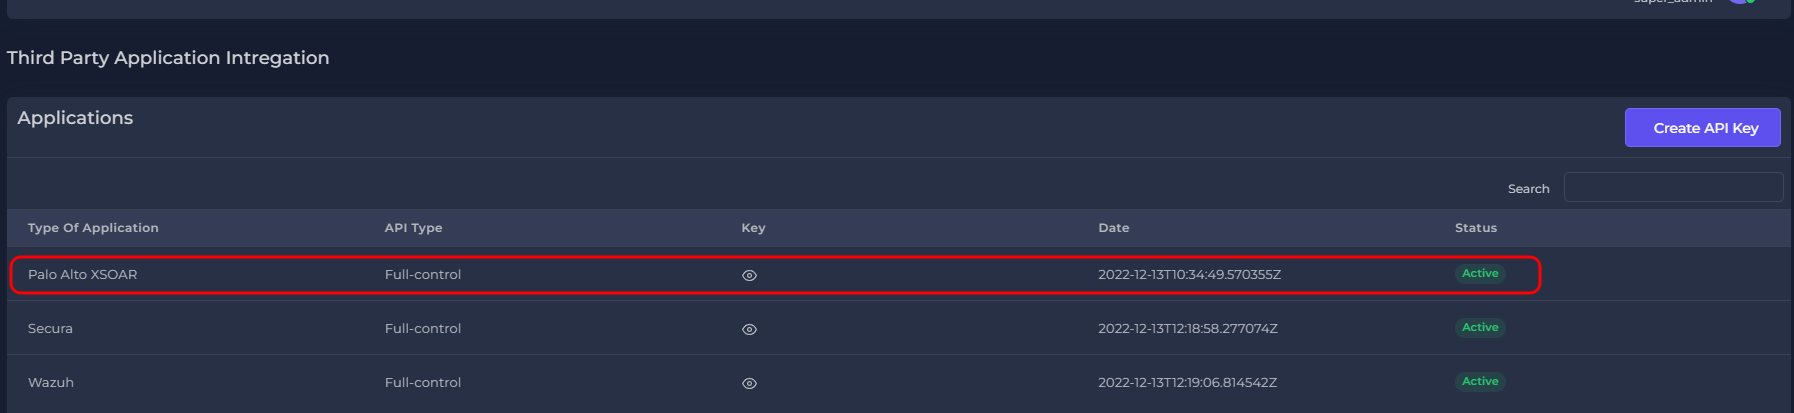 super_admin
Third Party Application Intregation
Applications
Create API Key
Search
Type Of Application API Type Key Date Status
Palo Alto XSOAR Full-control 2022-12-13T10:34:49.570355Z Active
Secura Full-control 2022-12-13T12:18:58.277074Z Active
Wazuh Full-control 2022-12-13T12:19:06.814542Z Active